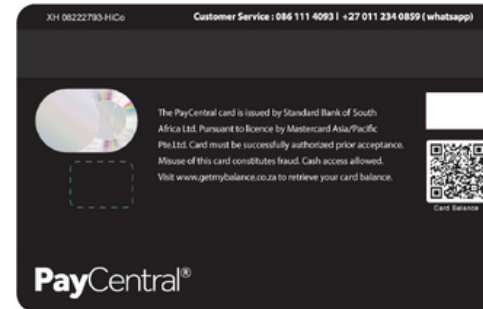 XH 08222793-HiCo
Customer Service : 086 111 4093 | +27 011 234 0859 ( whatsapp)
The PayCentral card is issued by Standard Bank of South
Africa Ltd. Pursuant to licence by Mastercard Asia/Pacific
Pte.Ltd. Card must be successfully authorized prior acceptance.
Misuse of this card constitutes fraud. Cash access allowed.
Visit www.getmybalance.co.za to retrieve your card balance.
Card Balance
PayCentral®